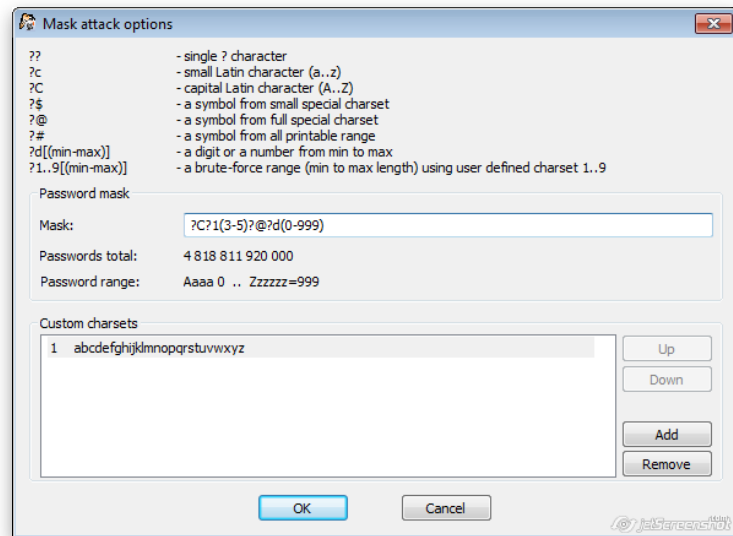 Mask attack options
?? - single ? character
?c - small Latin character (a..z)
?C - capital Latin character (A..Z)
?$ - a symbol from small special charset
?@ - a symbol from full special charset
?# - a symbol from all printable range
?d[(min-max)] - a digit or a number from min to max
?1..9[(min-max)] - a brute-force range (min to max length) using user defined charset 1..9
Password mask
Mask: ?C?1(3-5)?@?d(0-999)
Passwords total: 4 818 811 920 000
Password range: Aaaa 0 .. Zzzzzz=999
Custom charsets
1 abcdefghijklmnopqrstuvwxyz
Up
Down
Add
Remove
OK Cancel
jetScreenshot